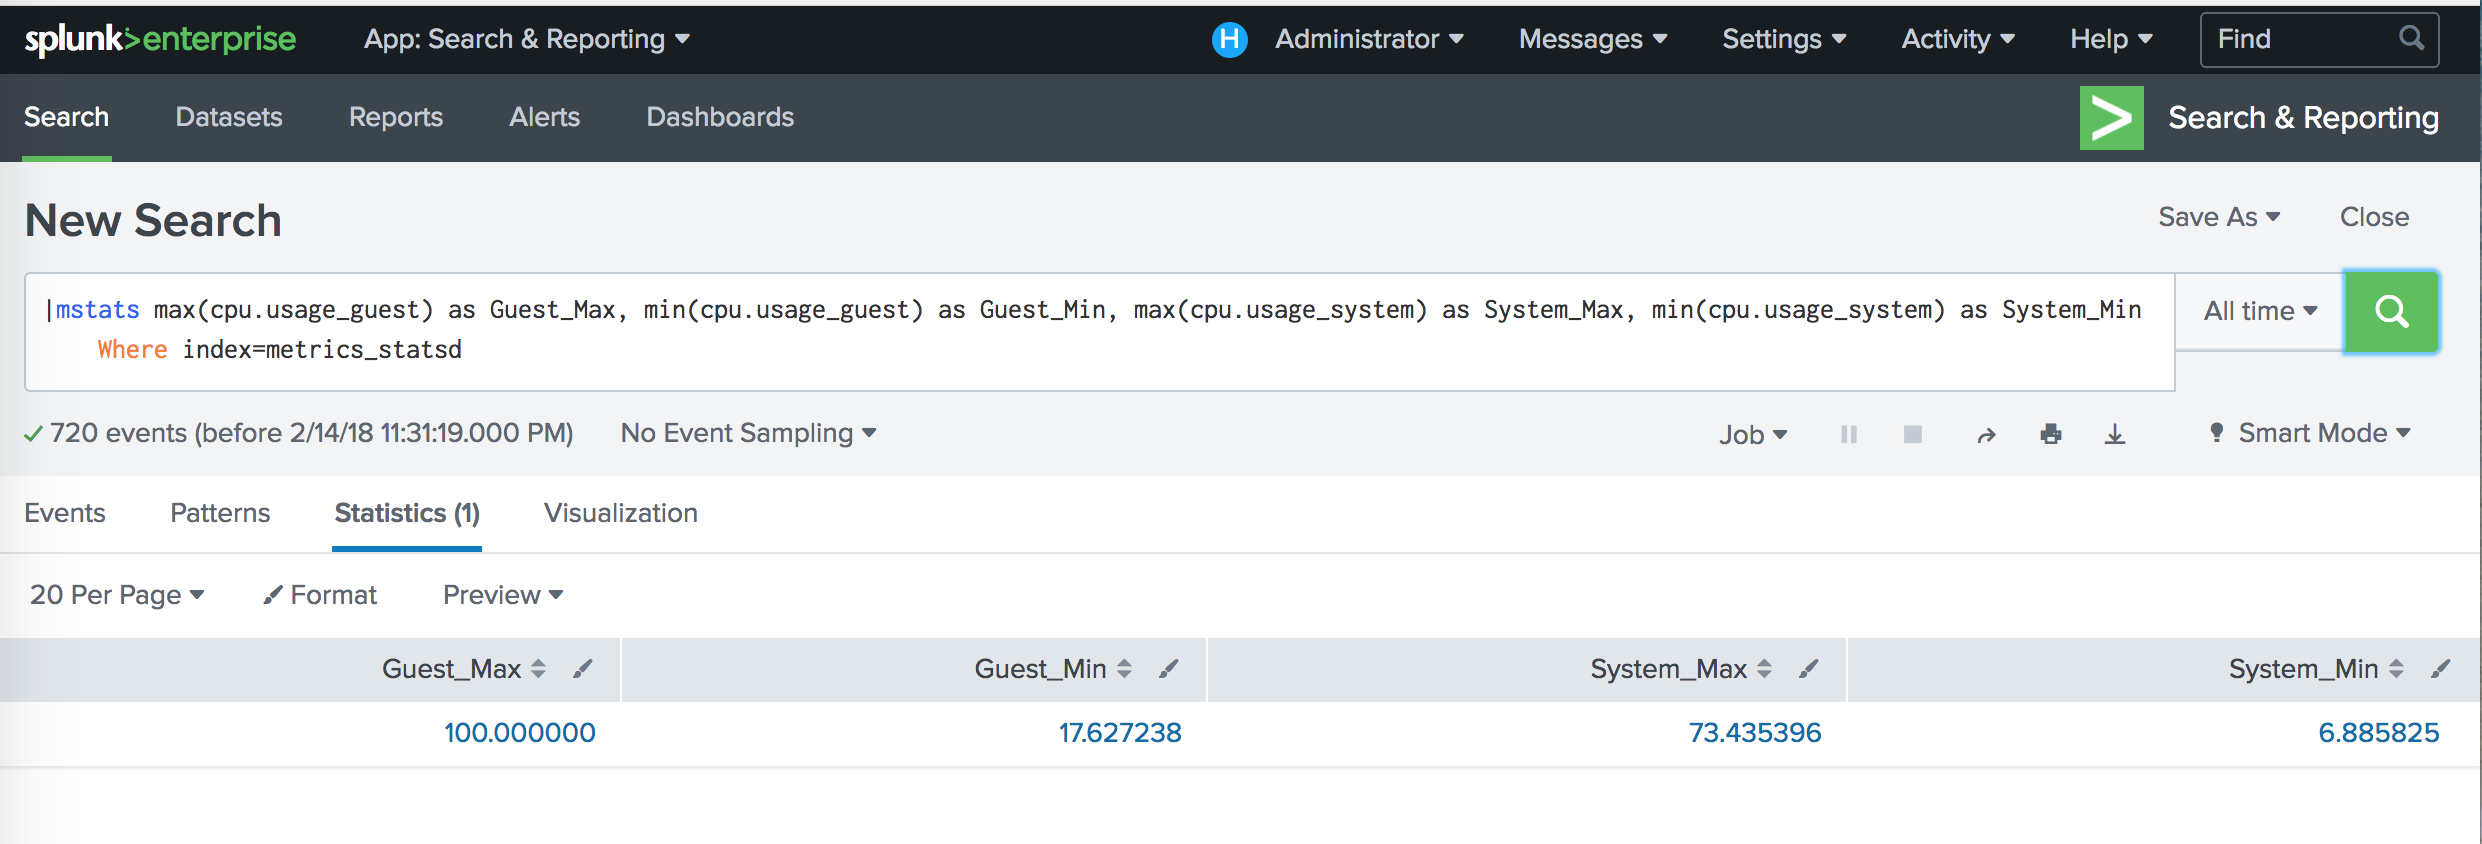 splunk>enterprise App: Search & Reporting H Administrator Messages Settings Activity Help Find
Search Datasets Reports Alerts Dashboards > Search & Reporting
New Search Save As Close
|mstats max(cpu.usage_guest) as Guest_Max, min(cpu.usage_guest) as Guest_Min, max(cpu.usage_system) as System_Max, min(cpu.usage_system) as System_Min All time
Where index=metrics_statsd
720 events (before 2/14/18 11:31:19.000 PM) No Event Sampling Job Smart Mode
Events Patterns Statistics (1) Visualization
20 Per Page Format Preview
Guest_Max Guest_Min System_Max System_Min
100.000000 17.627238 73.435396 6.885825